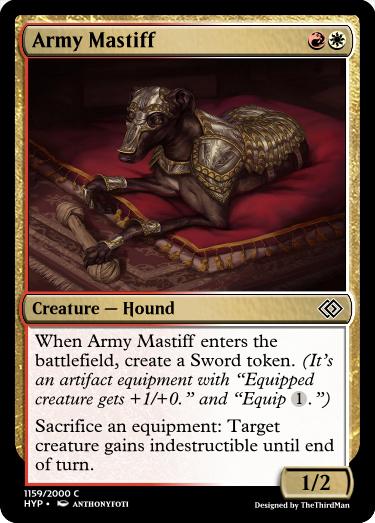 Army Mastiff
Creature — Hound
When Army Mastiff enters the
battlefield, create a Sword token. (It's
an artifact equipment with “Equipped
creature gets +1/+0.” and “Equip 1.”)
Sacrifice an equipment: Target
creature gains indestructible until end
of turn.
1/2
1159/2000 C
HYP • ANTHONYFOTI
Designed by TheThirdMan